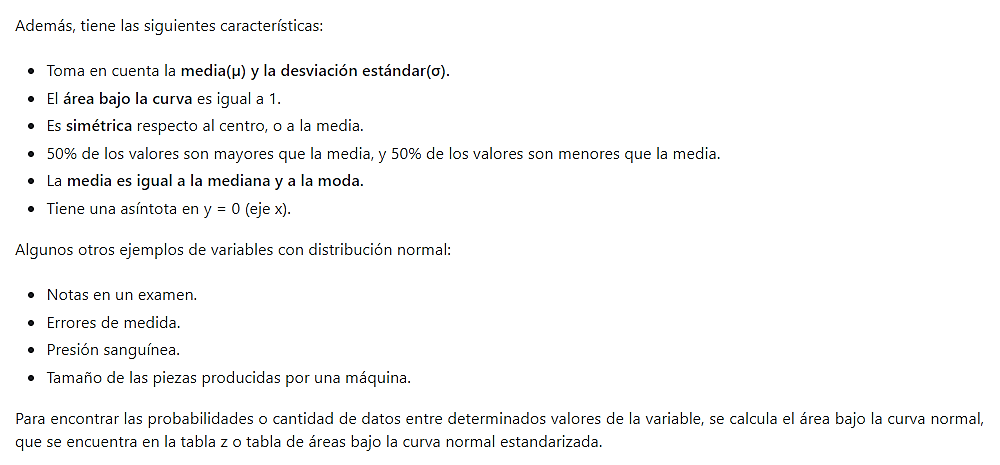 Además, tiene las siguientes características:
• Toma en cuenta la media(μ) y la desviación estándar(σ).
• El área bajo la curva es igual a 1.
• Es simétrica respecto al centro, o a la media.
• 50% de los valores son mayores que la media, y 50% de los valores son menores que la media.
• La media es igual a la mediana y a la moda.
• Tiene una asíntota en y = 0 (eje x).
Algunos otros ejemplos de variables con distribución normal:
• Notas en un examen.
• Errores de medida.
• Presión sanguínea.
• Tamaño de las piezas producidas por una máquina.
Para encontrar las probabilidades o cantidad de datos entre determinados valores de la variable, se calcula el área bajo la curva normal,
que se encuentra en la tabla z o tabla de áreas bajo la curva normal estandarizada.